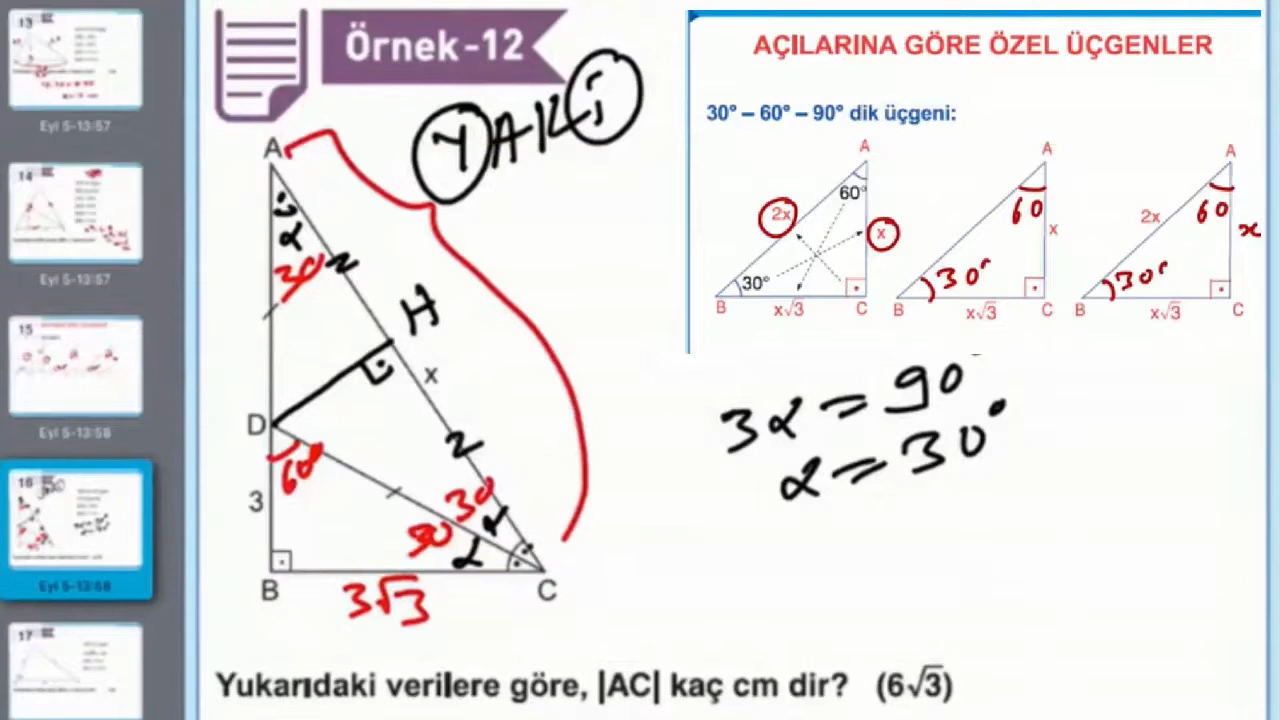 13
Eyl 5-13:57
14
Eyl 5-13:57
15
Eyl 5-13:58
16
Eyl 5-13:58
17
Örnek-12
YAKİ
A
α
30
2
H
x
D
60°
2
3
30
α
30
α
B
C
3√3
Yukarıdaki verilere göre, |AC| kaç cm dir? (6√3)
AÇILARINA GÖRE ÖZEL ÜÇGENLER
30° – 60° – 90° dik üçgeni:
A
60°
2x
x
30°
B
x√3
C
A
60
x
30°
B
x√3
C
A
60
2x
x
30°
B
x√3
C
3α = 90°
α = 30°